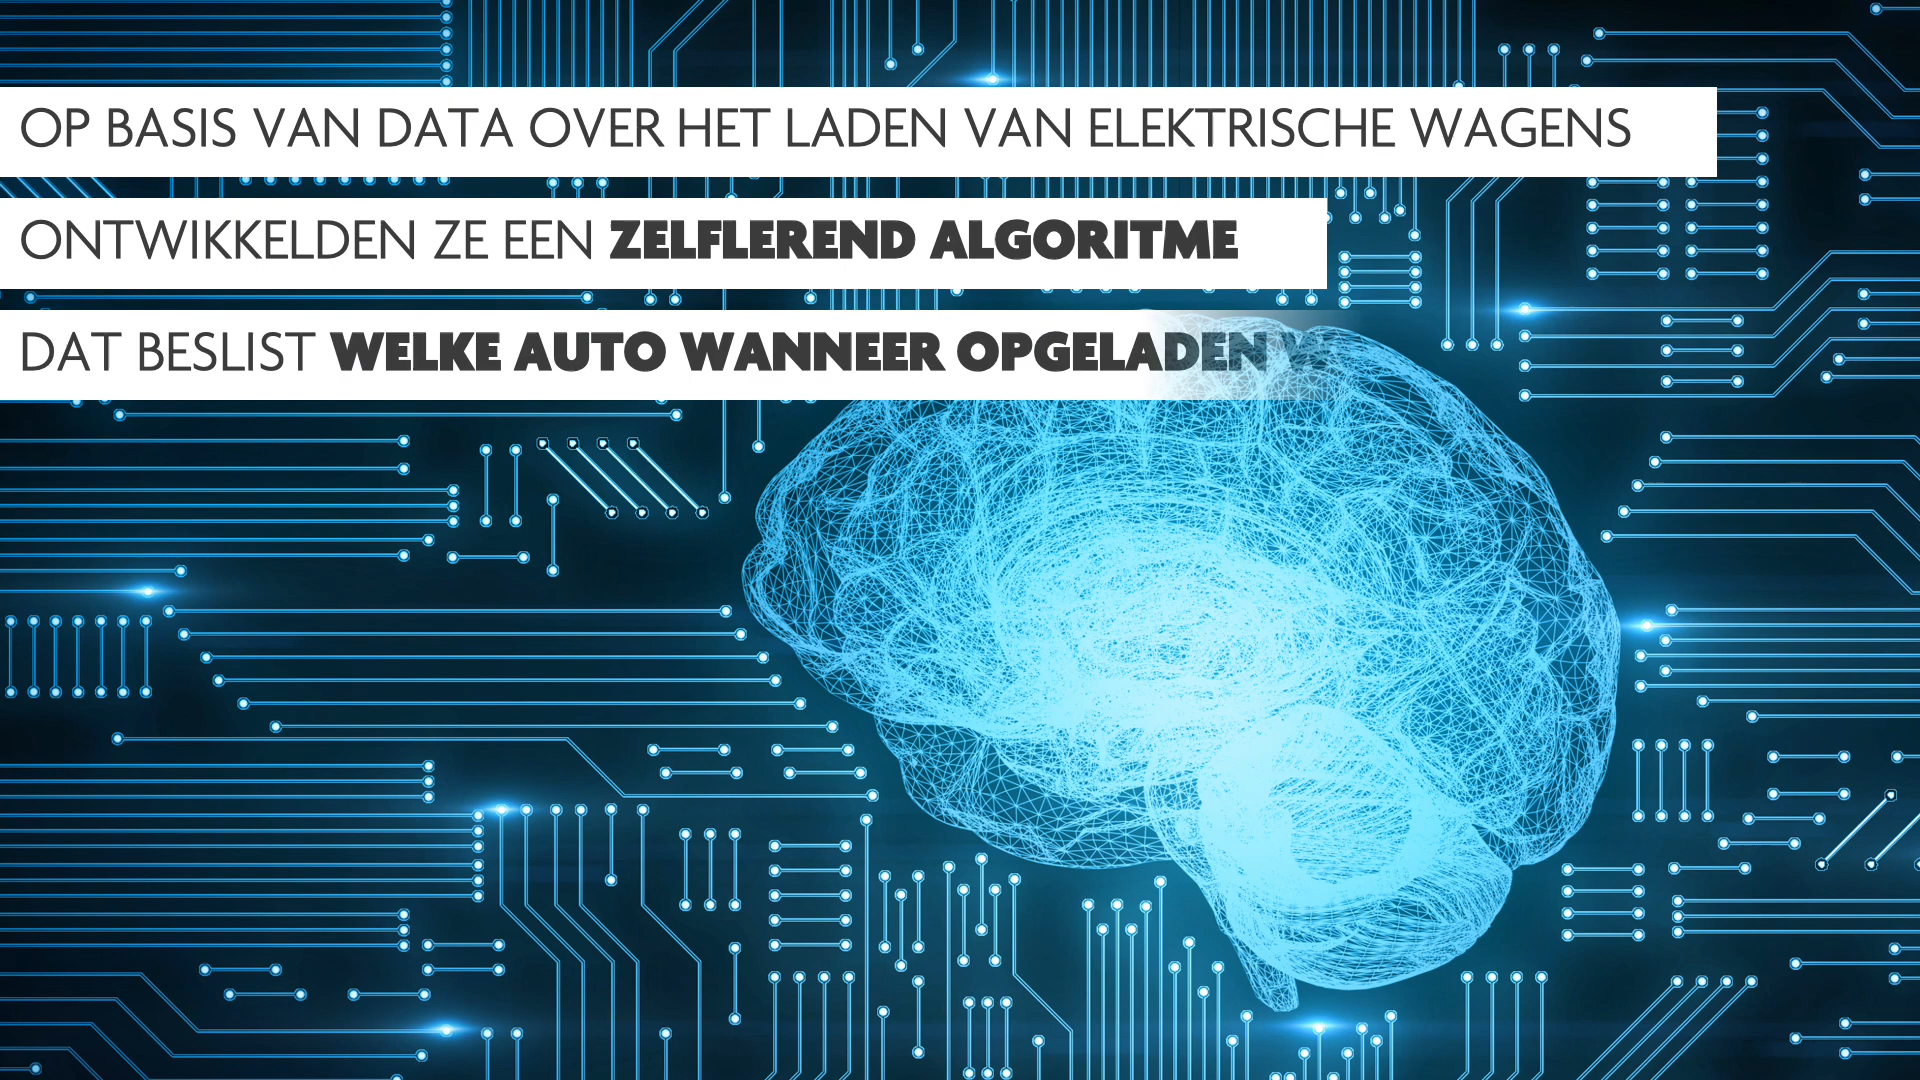 OP BASIS VAN DATA OVER HET LADEN VAN ELEKTRISCHE WAGENS
ONTWIKKELDEN ZE EEN ZELFLEREND ALGORITME
DAT BESLIST WELKE AUTO WANNEER OPGELADEN